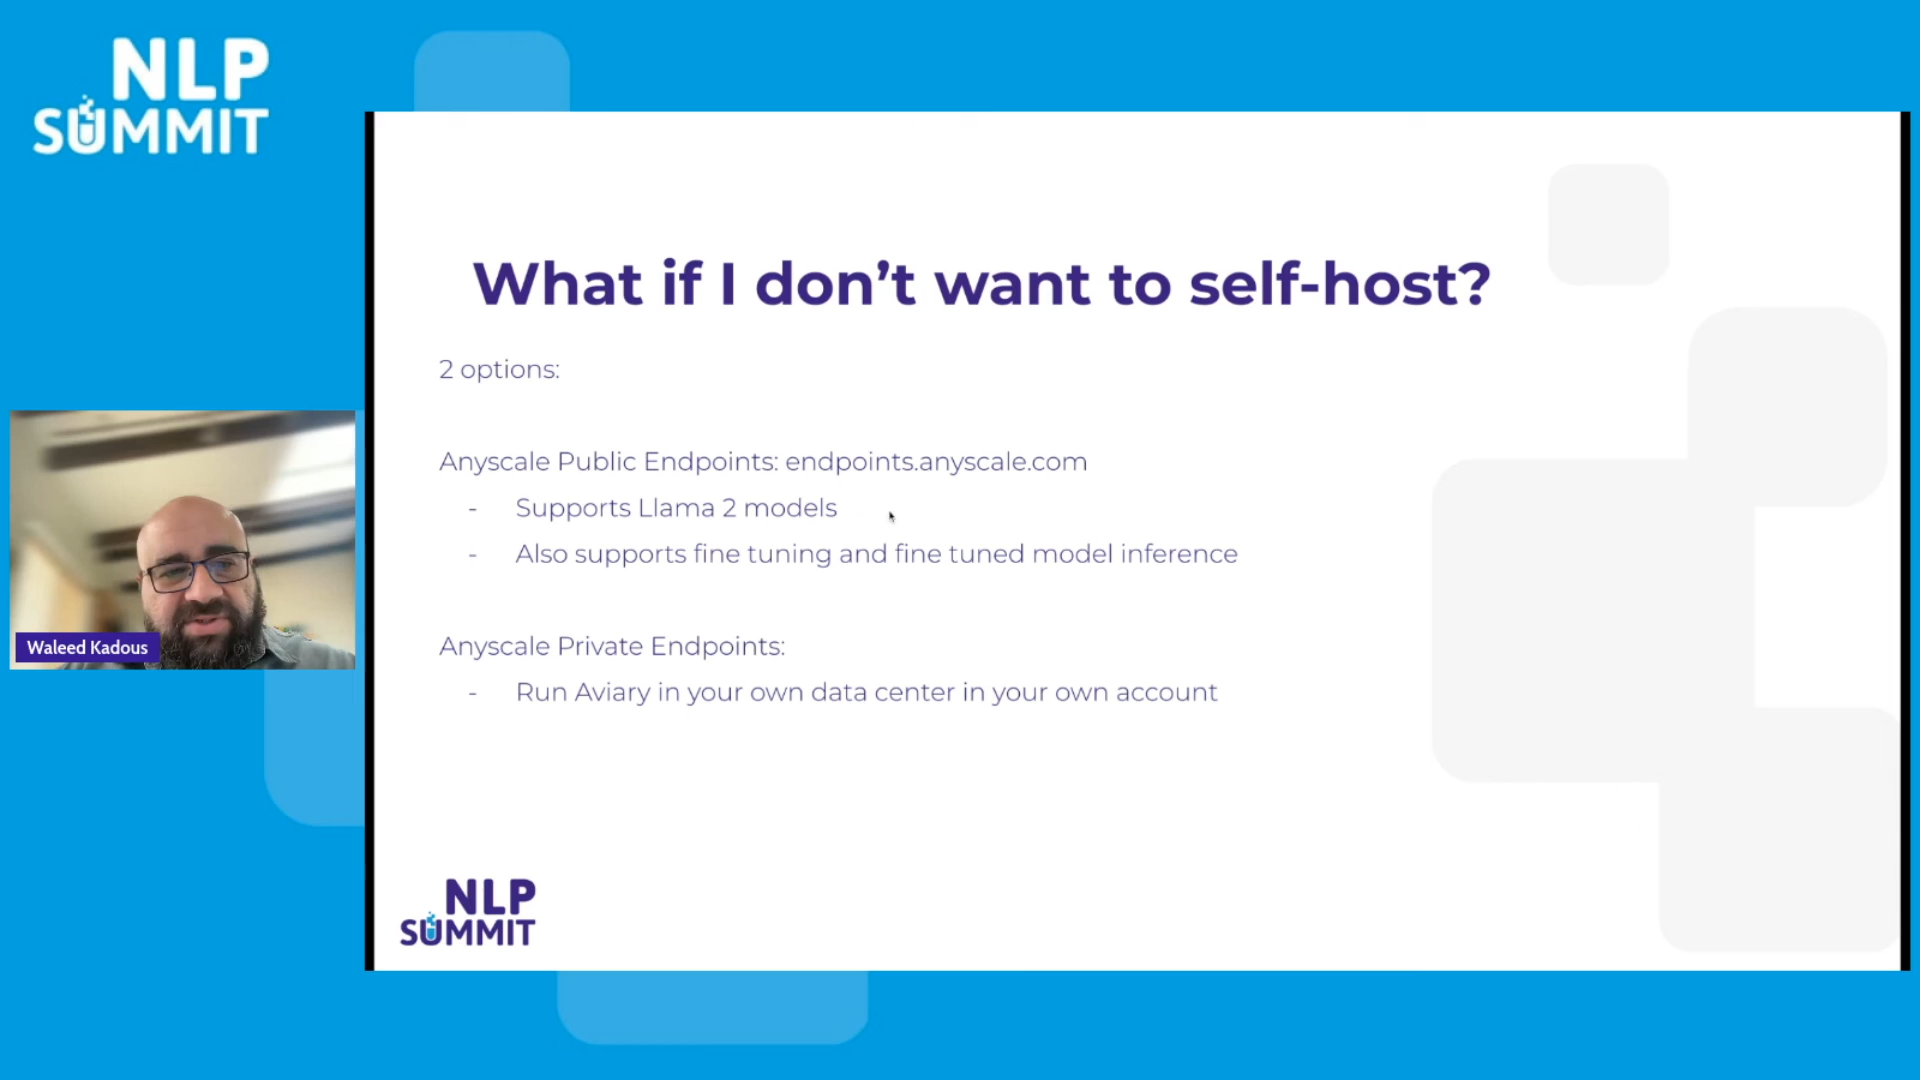 NLP
SUMMIT
What if I don’t want to self-host?
2 options:
Anyscale Public Endpoints: endpoints.anyscale.com
- Supports Llama 2 models
- Also supports fine tuning and fine tuned model inference
Anyscale Private Endpoints:
- Run Aviary in your own data center in your own account
Waleed Kadous
NLP
SUMMIT